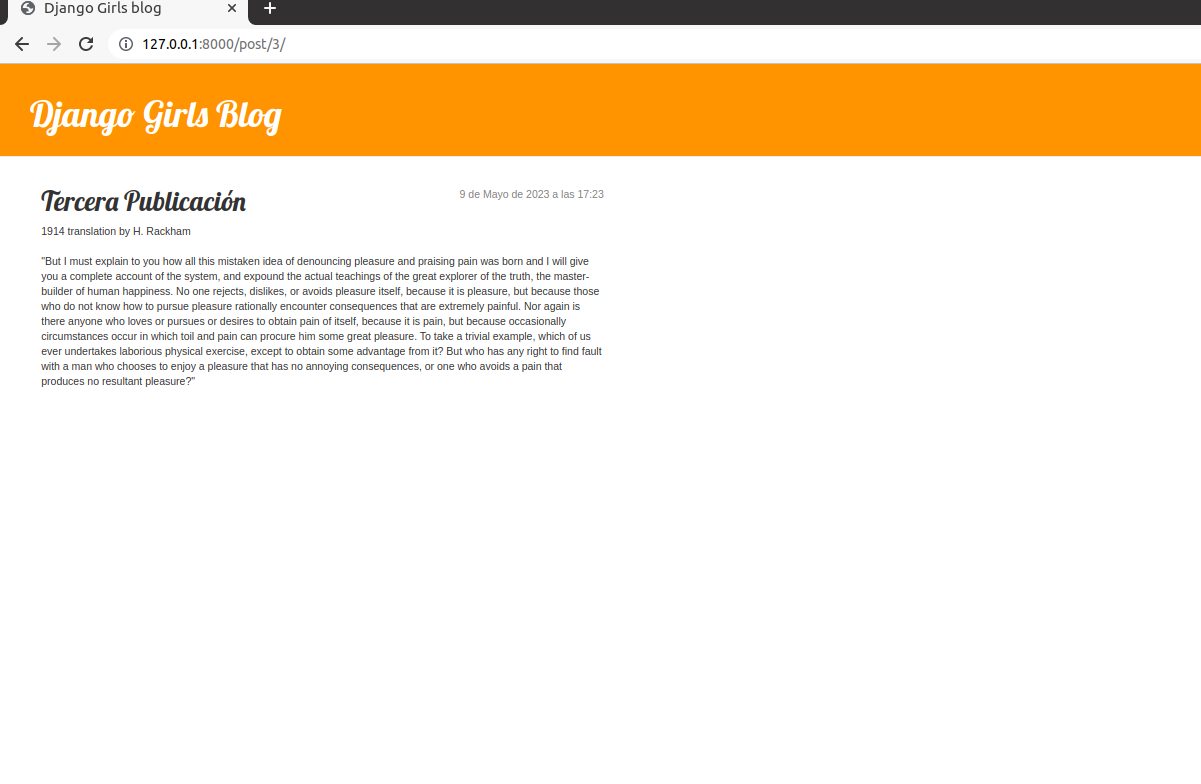 Django Girls blog
127.0.0.1:8000/post/3/
Django Girls Blog
Tercera Publicación
9 de Mayo de 2023 a las 17:23
1914 translation by H. Rackham
"But I must explain to you how all this mistaken idea of denouncing pleasure and praising pain was born and I will give
you a complete account of the system, and expound the actual teachings of the great explorer of the truth, the master-
builder of human happiness. No one rejects, dislikes, or avoids pleasure itself, because it is pleasure, but because those
who do not know how to pursue pleasure rationally encounter consequences that are extremely painful. Nor again is
there anyone who loves or pursues or desires to obtain pain of itself, because it is pain, but because occasionally
circumstances occur in which toil and pain can procure him some great pleasure. To take a trivial example, which of us
ever undertakes laborious physical exercise, except to obtain some advantage from it? But who has any right to find fault
with a man who chooses to enjoy a pleasure that has no annoying consequences, or one who avoids a pain that
produces no resultant pleasure?"